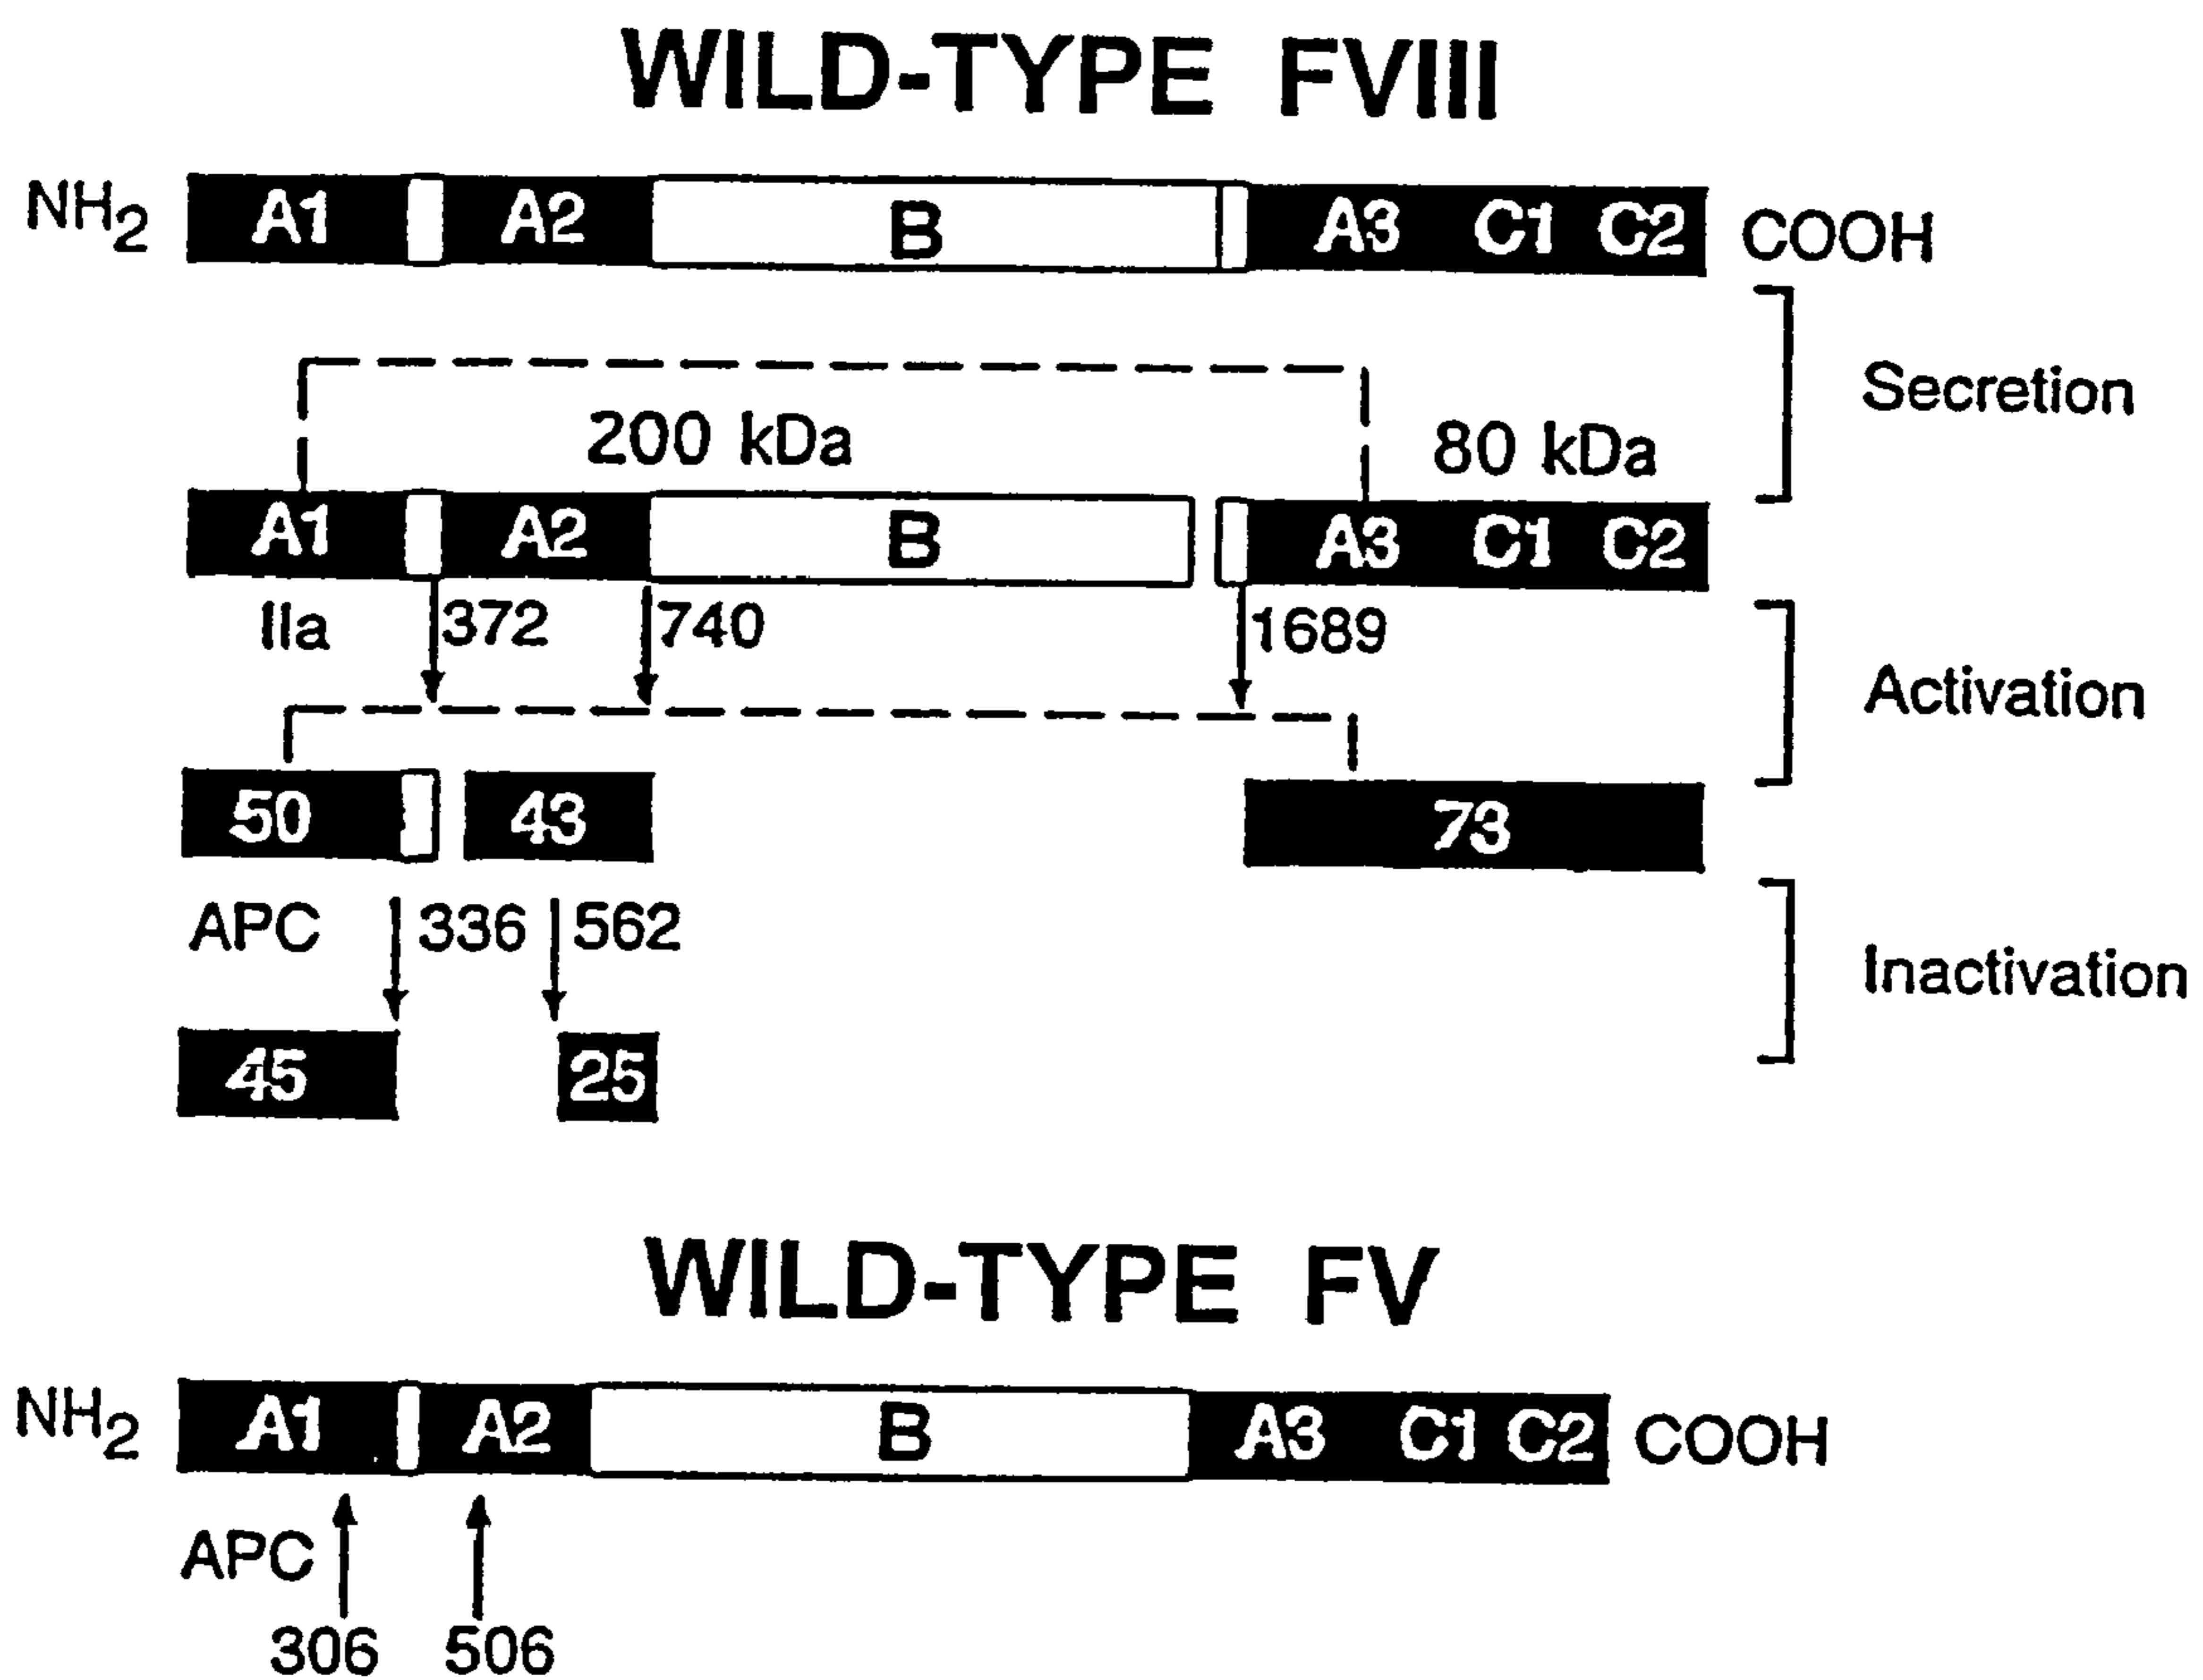 WILD-TYPE FVIII
NH2 A1 A2 B A3 C1 C2 COOH
Secretion
200 kDa 80 kDa
A1 A2 B A3 C1 C2
IIa 372 740 1689
Activation
50 43 73
APC 336 562
Inactivation
45 25
WILD-TYPE FV
NH2 A1 A2 B A3 C1 C2 COOH
APC
306 506